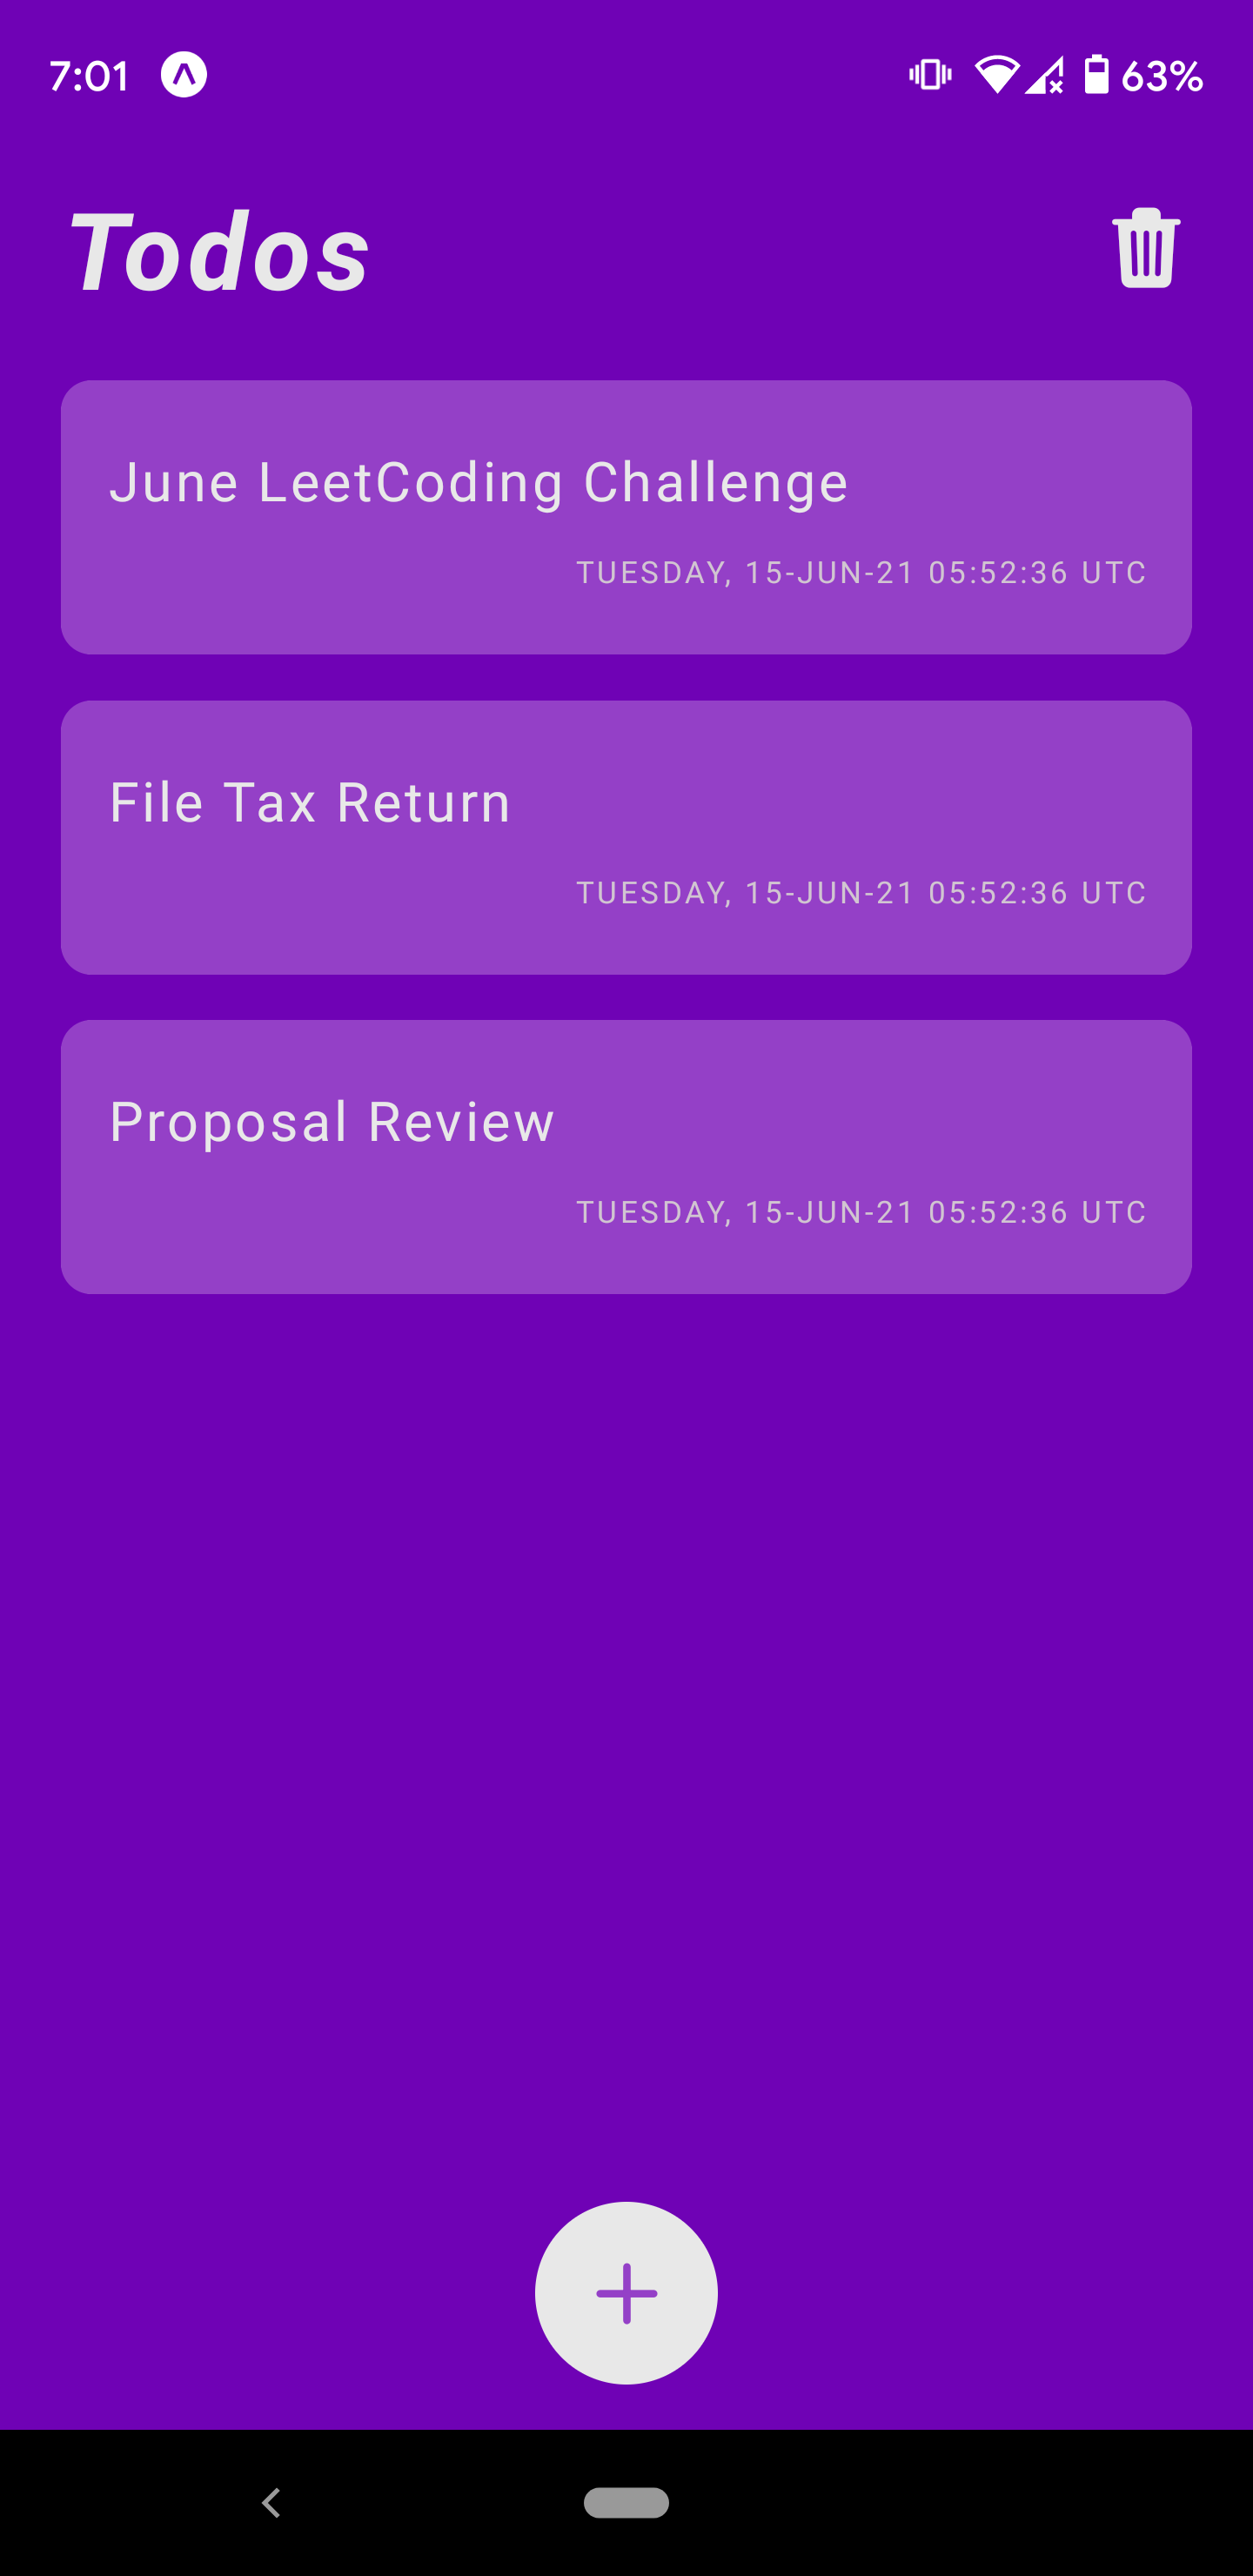 7:01 63%
Todos
June LeetCoding Challenge
TUESDAY, 15-JUN-21 05:52:36 UTC
File Tax Return
TUESDAY, 15-JUN-21 05:52:36 UTC
Proposal Review
TUESDAY, 15-JUN-21 05:52:36 UTC